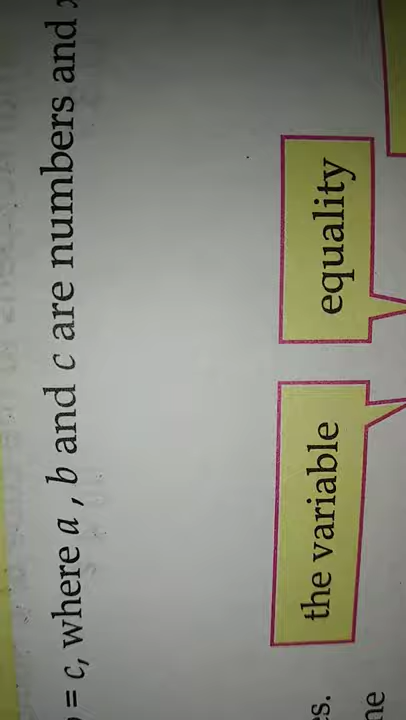 = c, where a , b and c are numbers and
the variable
equality
s.
ne